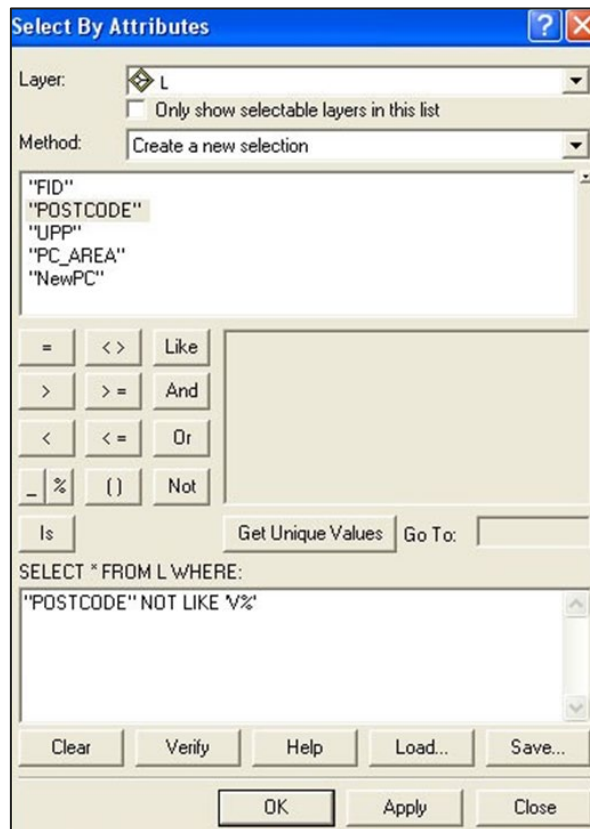 Select By Attributes
Layer: L
Only show selectable layers in this list
Method: Create a new selection
"FID"
"POSTCODE"
"UPP"
"PC_AREA"
"NewPC"
= < > Like
> > = And
< < = Or
_ % ( ) Not
Is Get Unique Values Go To:
SELECT * FROM L WHERE:
"POSTCODE" NOT LIKE 'V%'
Clear Verify Help Load... Save...
OK Apply Close